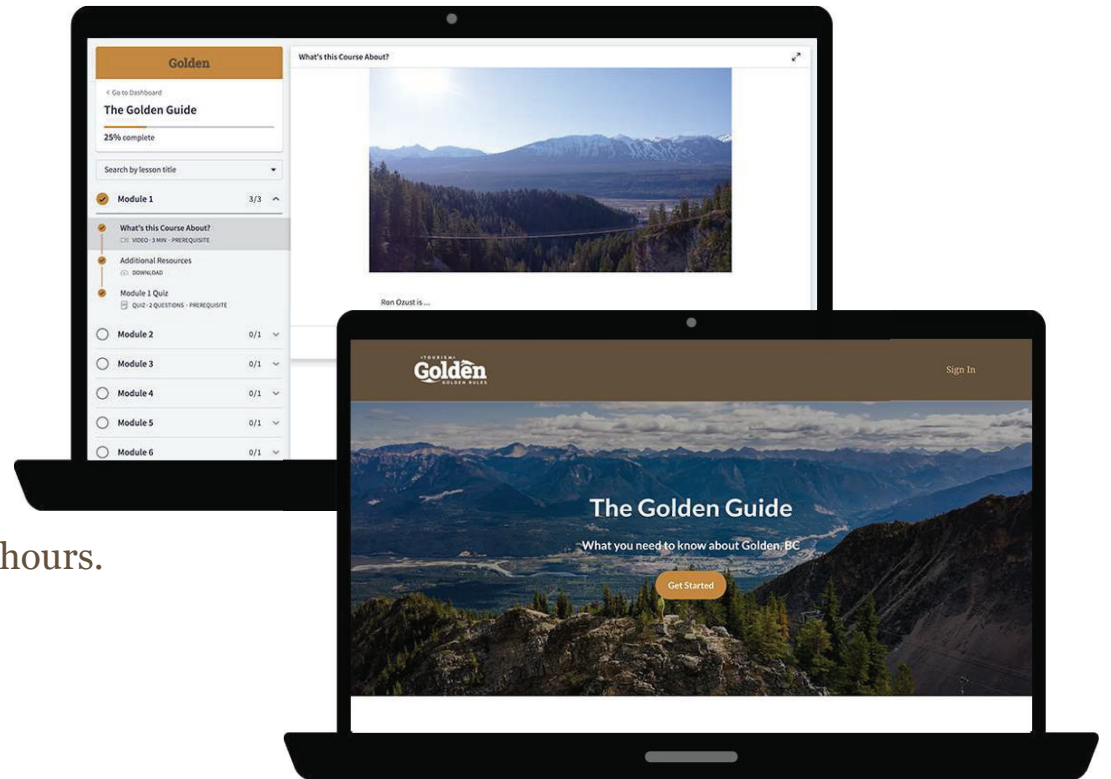 Golden
What's this Course About?
< Go to Dashboard
The Golden Guide
25% complete
Search by lesson title
Module 1 3/3
What's this Course About?
VIDEO · 3 MIN · PREREQUISITE
Additional Resources
DOWNLOAD
Module 1 Quiz
QUIZ · 2 QUESTIONS · PREREQUISITE
Ron Ozust is ...
Module 2 0/1
Module 3 0/1
Module 4 0/1
Module 5 0/1
Module 6 0/1
hours.
•TOURISM•
Golden
GOLDEN RULES
Sign In
The Golden Guide
What you need to know about Golden, BC
Get Started